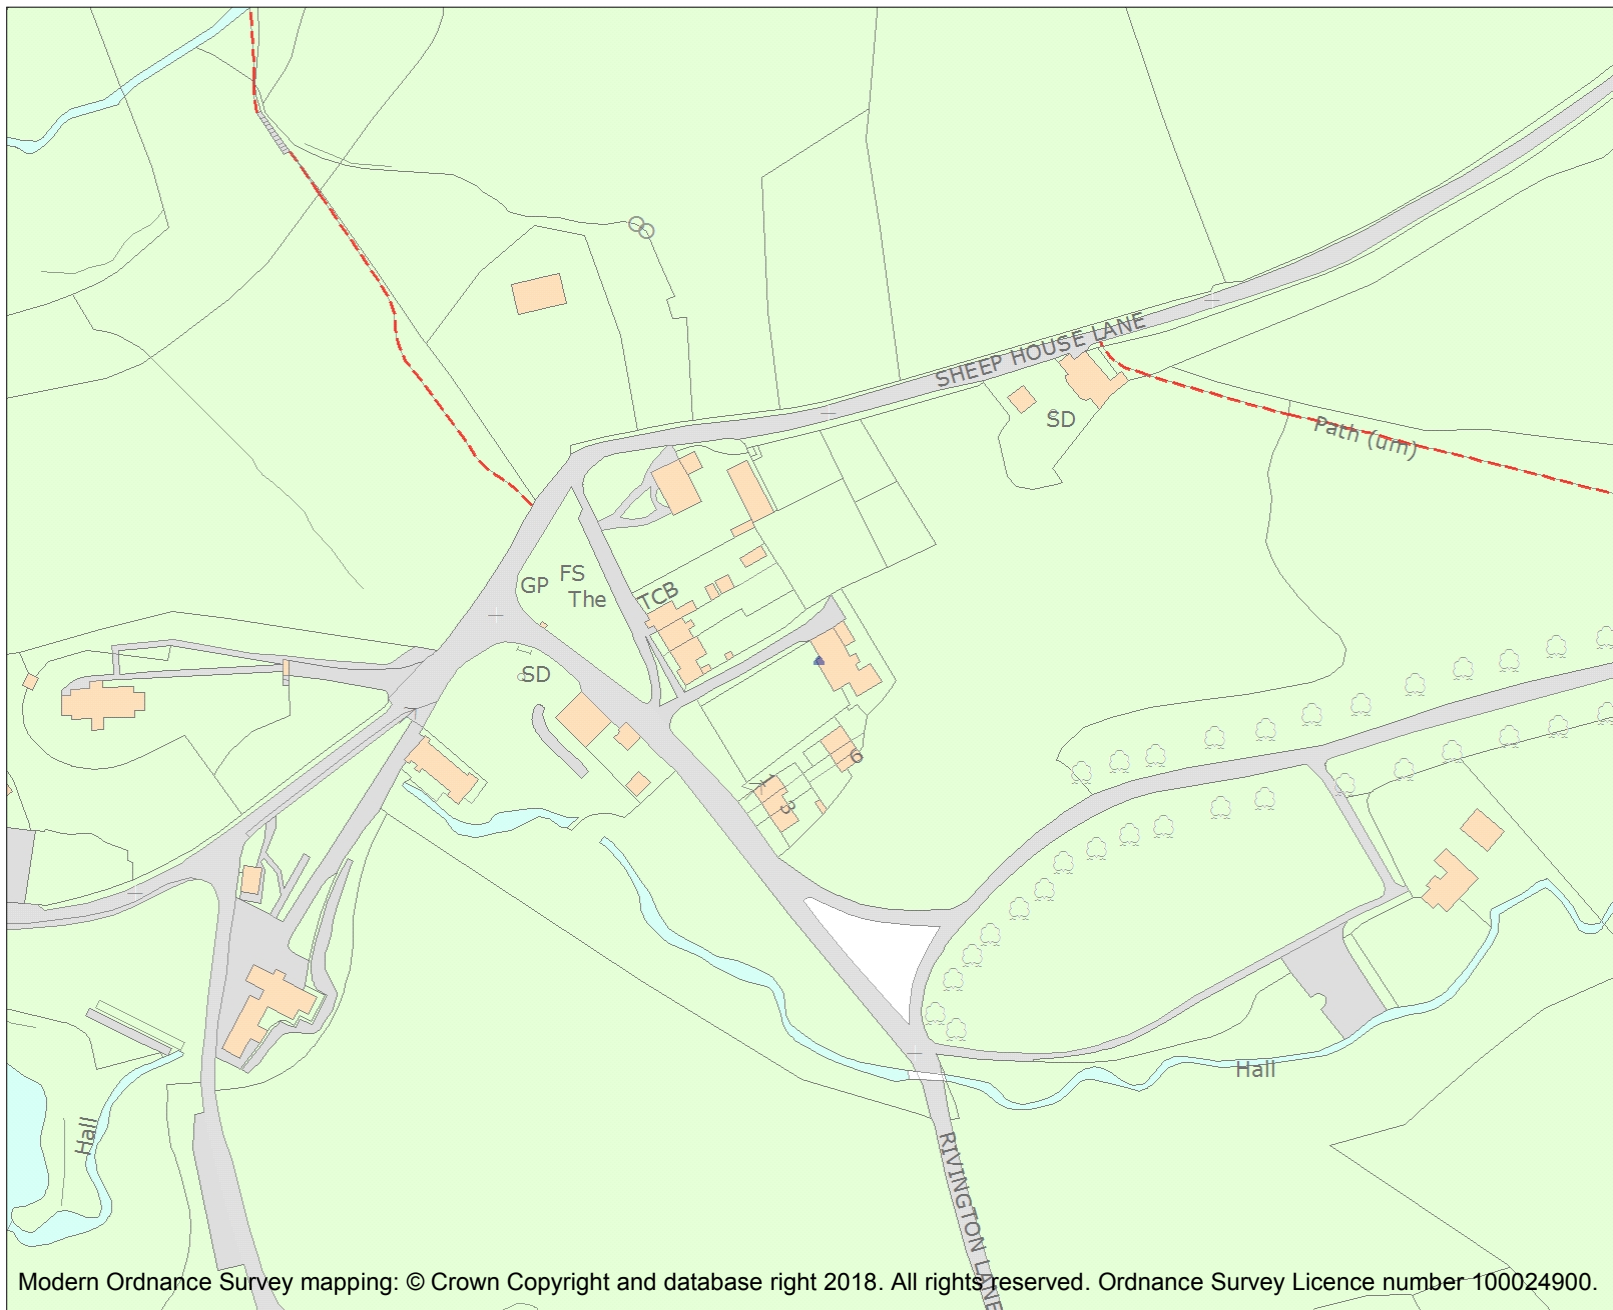 SHEEP HOUSE LANE
SD
Path (um)
FS
GP
The
TCB
SD
6
1
3
Hall
Hall
RIVINGTON LANE
Modern Ordnance Survey mapping: © Crown Copyright and database right 2018. All rights reserved. Ordnance Survey Licence number 100024900.